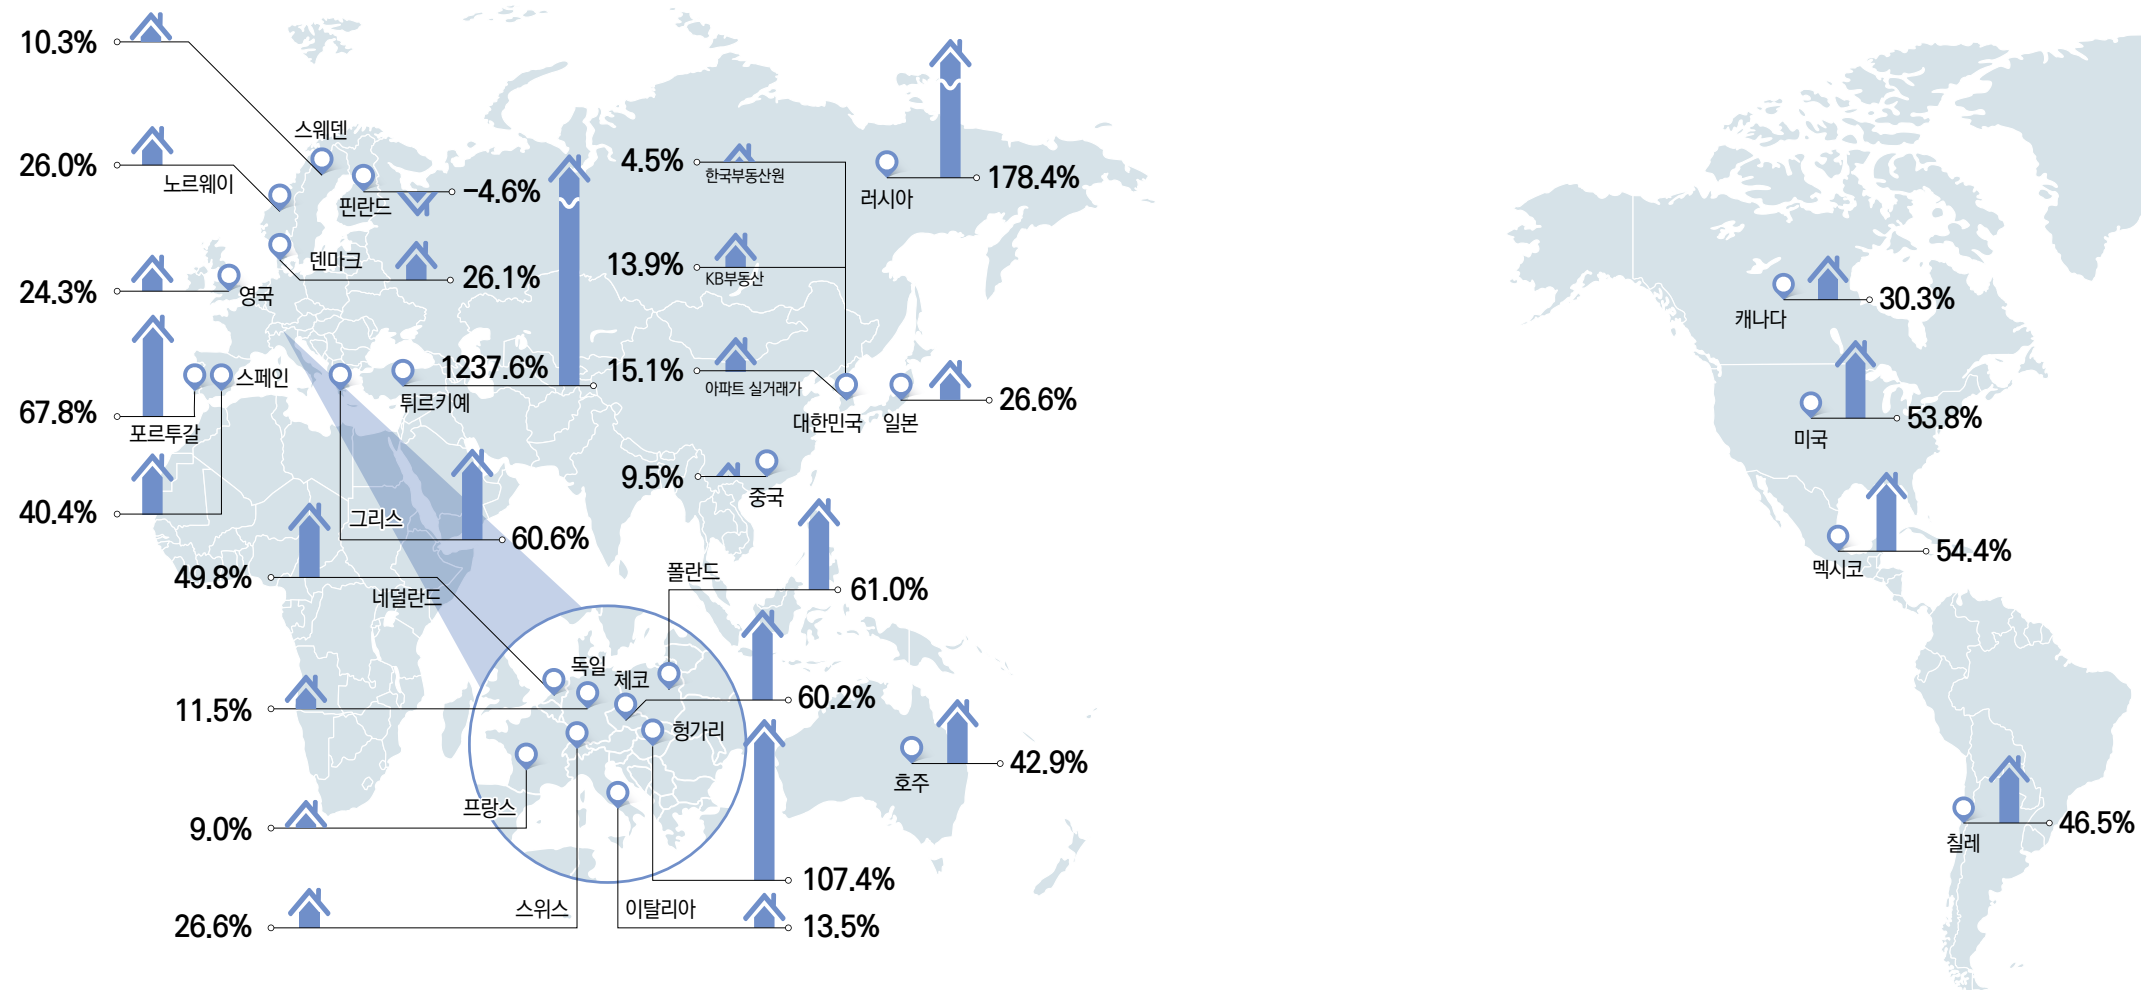 10.3%
스웨덴
26.0%
노르웨이
핀란드
-4.6%
덴마크
26.1%
24.3%
영국
67.8%
포르투갈
스페인
40.4%
1237.6%
튀르키예
그리스
60.6%
4.5%
한국부동산원
13.9%
KB부동산
15.1%
아파트 실거래가
대한민국
일본
26.6%
러시아
178.4%
9.5%
중국
49.8%
네덜란드
폴란드
61.0%
11.5%
독일
체코
60.2%
헝가리
107.4%
9.0%
프랑스
26.6%
스위스
이탈리아
13.5%
호주
42.9%
캐나다
30.3%
미국
53.8%
멕시코
54.4%
칠레
46.5%